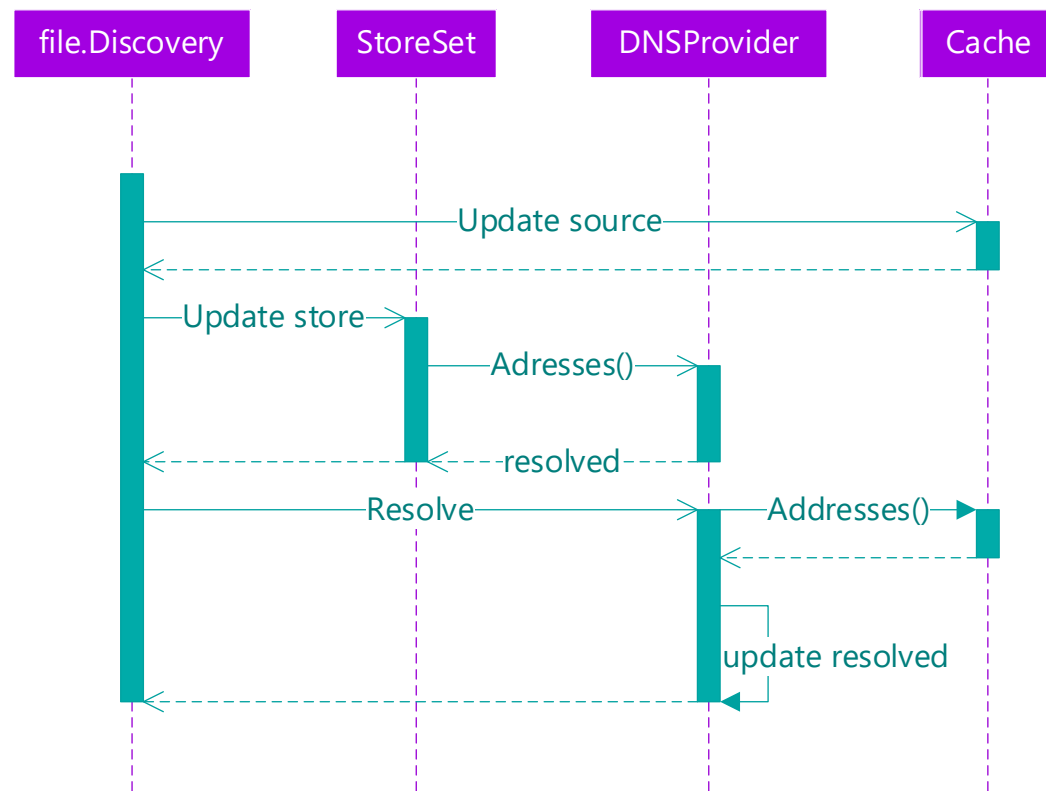 file.Discovery
StoreSet
DNSProvider
Cache
Update source
Update store
Adresses()
resolved
Resolve
Addresses()
update resolved